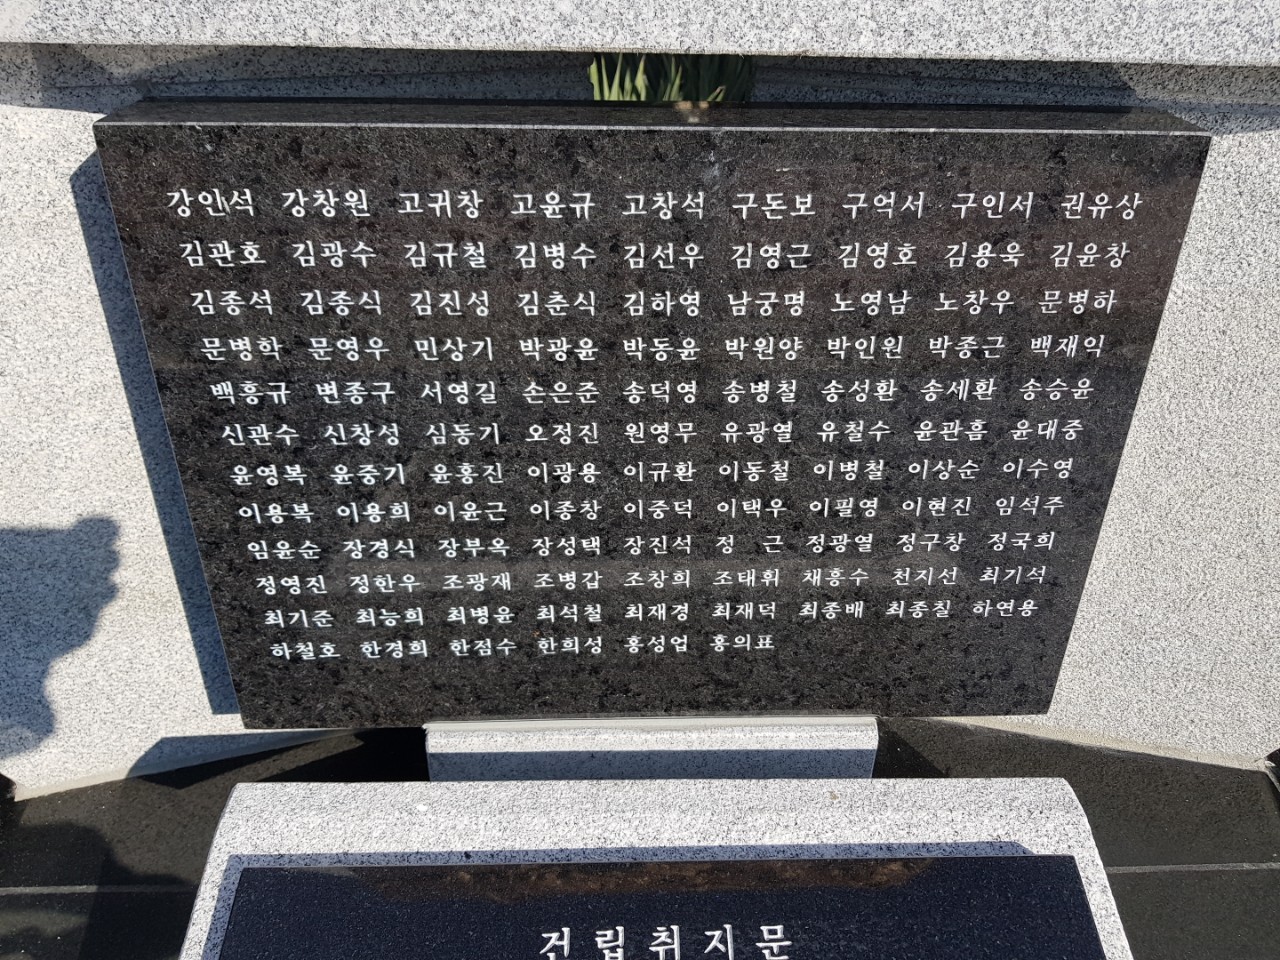 강인석 강창원 고귀창 고윤규 고창석 구돈보 구억서 구인서 권유상
김관호 김광수 김규철 김병수 김선우 김영근 김영호 김용욱 김윤창
김종석 김종식 김진성 김춘식 김하영 남궁명 노영남 노창우 문병하
문병학 문영우 민상기 박광윤 박동윤 박원양 박인원 박종근 백재익
백흥규 변종구 서영길 손은준 송덕영 송병철 송성환 송세환 송승윤
신관수 신창성 심동기 오정진 원영무 유광열 유철수 윤관흠 윤대중
윤영복 윤중기 윤홍진 이광용 이규환 이동철 이병철 이상순 이수영
이용복 이용희 이윤근 이종창 이중덕 이택우 이필영 이현진 임석주
임윤순 장경식 장부옥 장성택 장진석 정 근 정광열 정구창 정국희
정영진 정한우 조광재 조병갑 조창희 조태휘 채흥수 천지선 최기석
최기준 최능희 최병윤 최석철 최재경 최재덕 최종배 최종칠 하연용
하철호 한경희 한점수 한희성 홍성업 홍의표
건립취지문